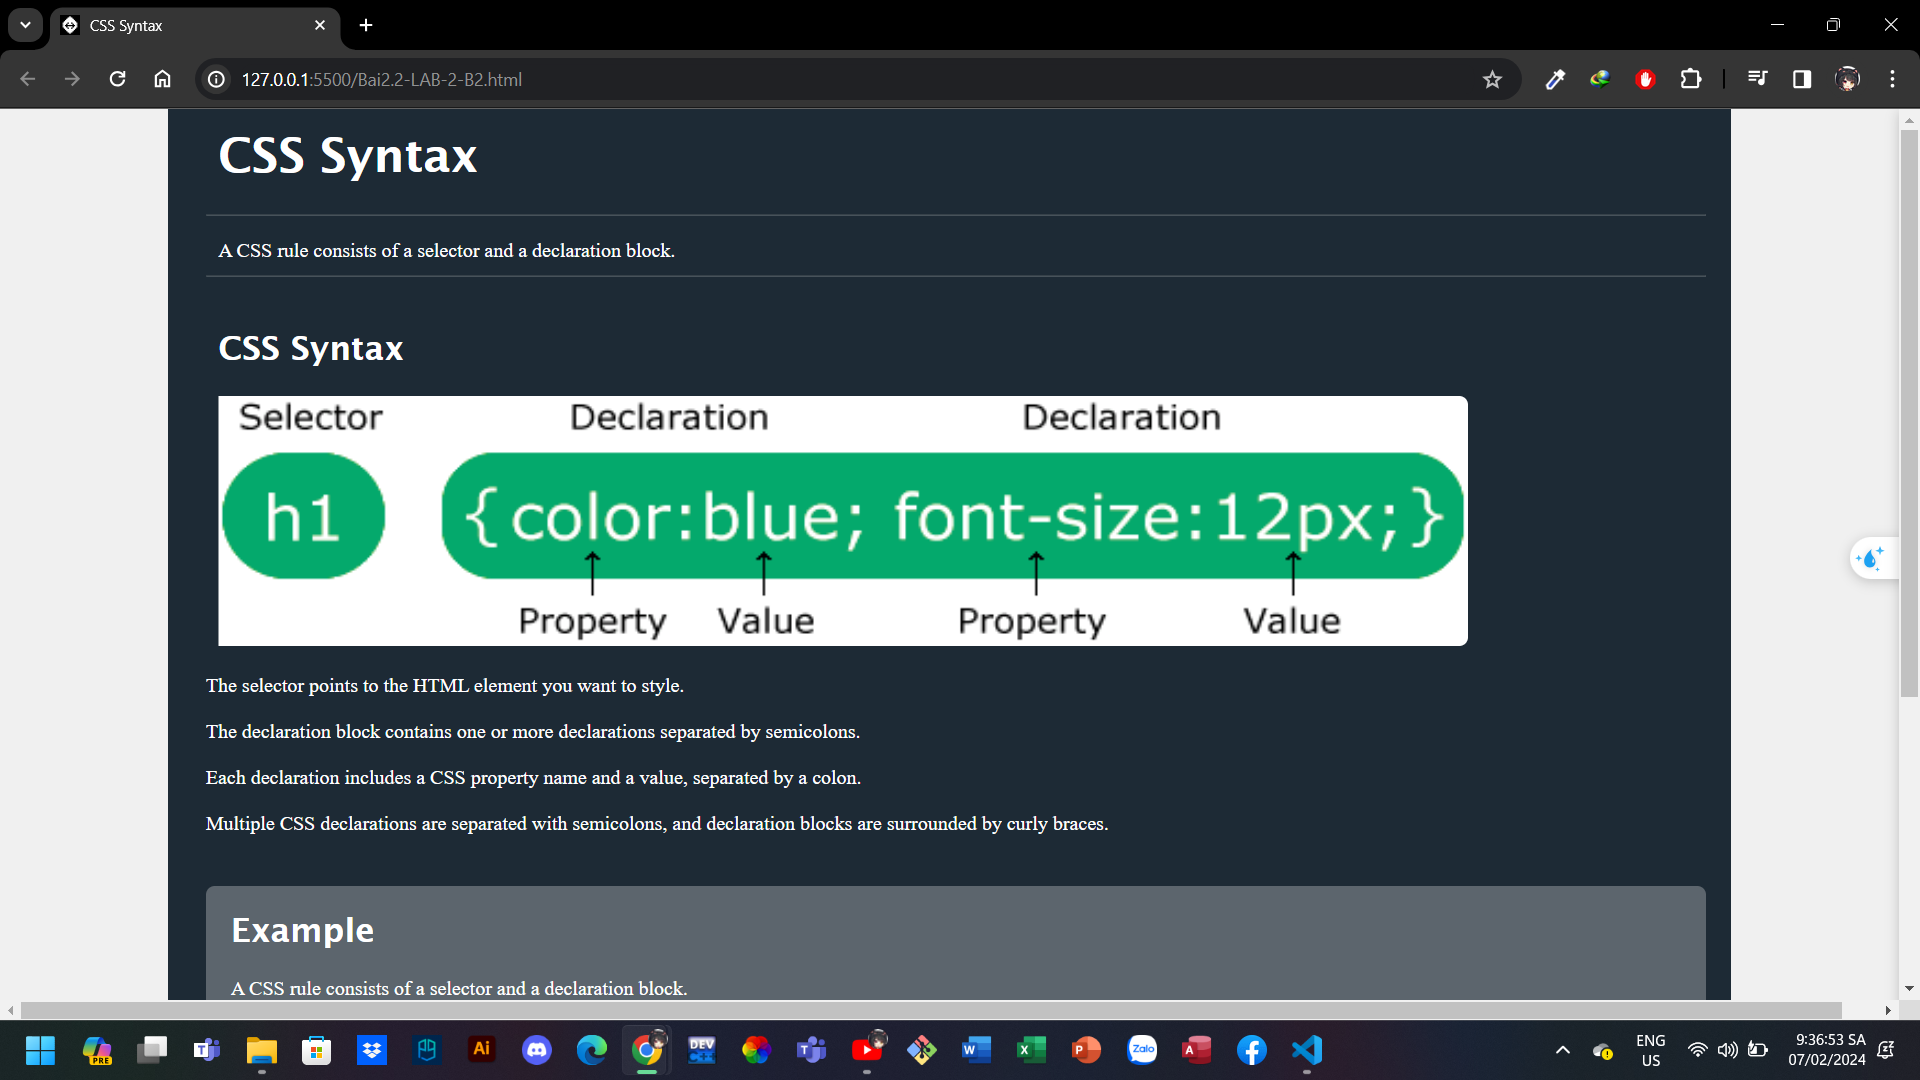 CSS Syntax
127.0.0.1:5500/Bai2.2-LAB-2-B2.html
CSS Syntax
A CSS rule consists of a selector and a declaration block.
CSS Syntax
Selector Declaration Declaration
h1 {color:blue; font-size:12px;}
Property Value Property Value
The selector points to the HTML element you want to style.
The declaration block contains one or more declarations separated by semicolons.
Each declaration includes a CSS property name and a value, separated by a colon.
Multiple CSS declarations are separated with semicolons, and declaration blocks are surrounded by curly braces.
Example
A CSS rule consists of a selector and a declaration block.
PRE
T
Ai
DEV
C++
T
W
X
P
Zalo
A
ENG
US
9:36:53 SA
07/02/2024